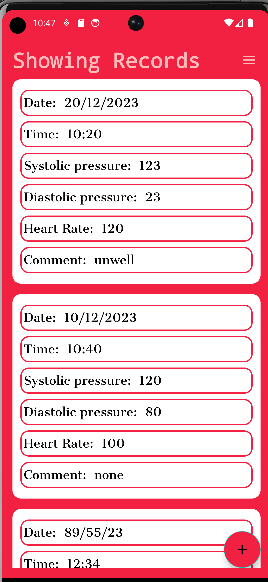 10:47
Showing Records
Date: 20/12/2023
Time: 10:20
Systolic pressure: 123
Diastolic pressure: 23
Heart Rate: 120
Comment: unwell
Date: 10/12/2023
Time: 10:40
Systolic pressure: 120
Diastolic pressure: 80
Heart Rate: 100
Comment: none
Date: 89/55/23
Time: 12:34
+